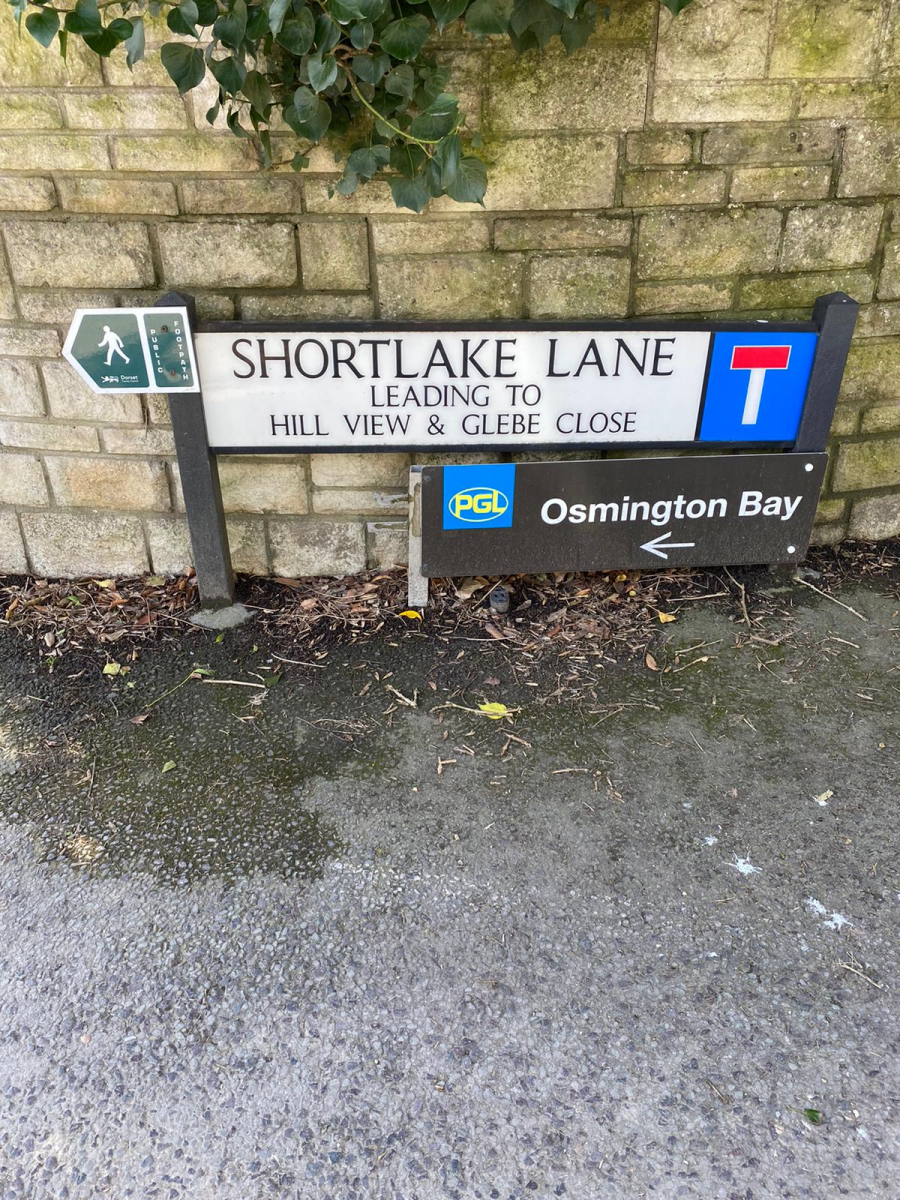 PUBLIC
FOOTPATH
Dorset
SHORTLAKE LANE
LEADING TO
HILL VIEW & GLEBE CLOSE
PGL
Osmington Bay